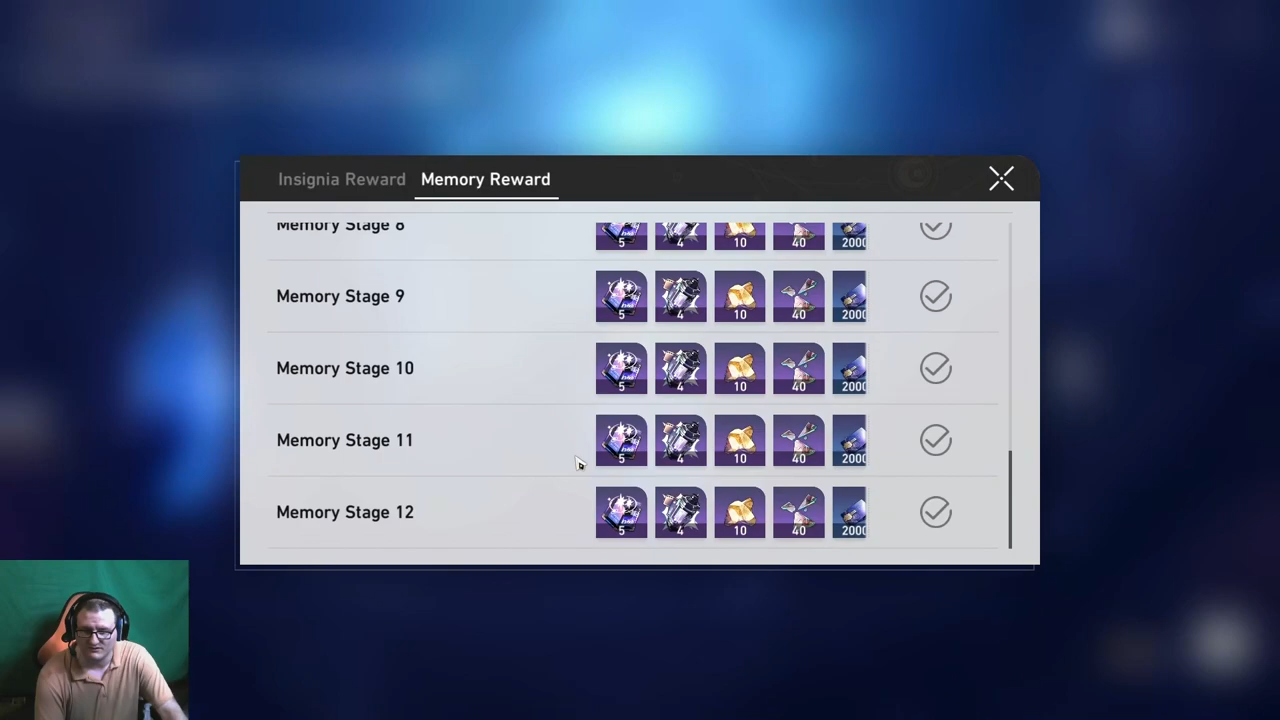 Insignia Reward Memory Reward
Memory Stage 8
5 4 10 40 2000
Memory Stage 9
5 4 10 40 2000
Memory Stage 10
5 4 10 40 2000
Memory Stage 11
5 4 10 40 2000
Memory Stage 12
5 4 10 40 2000